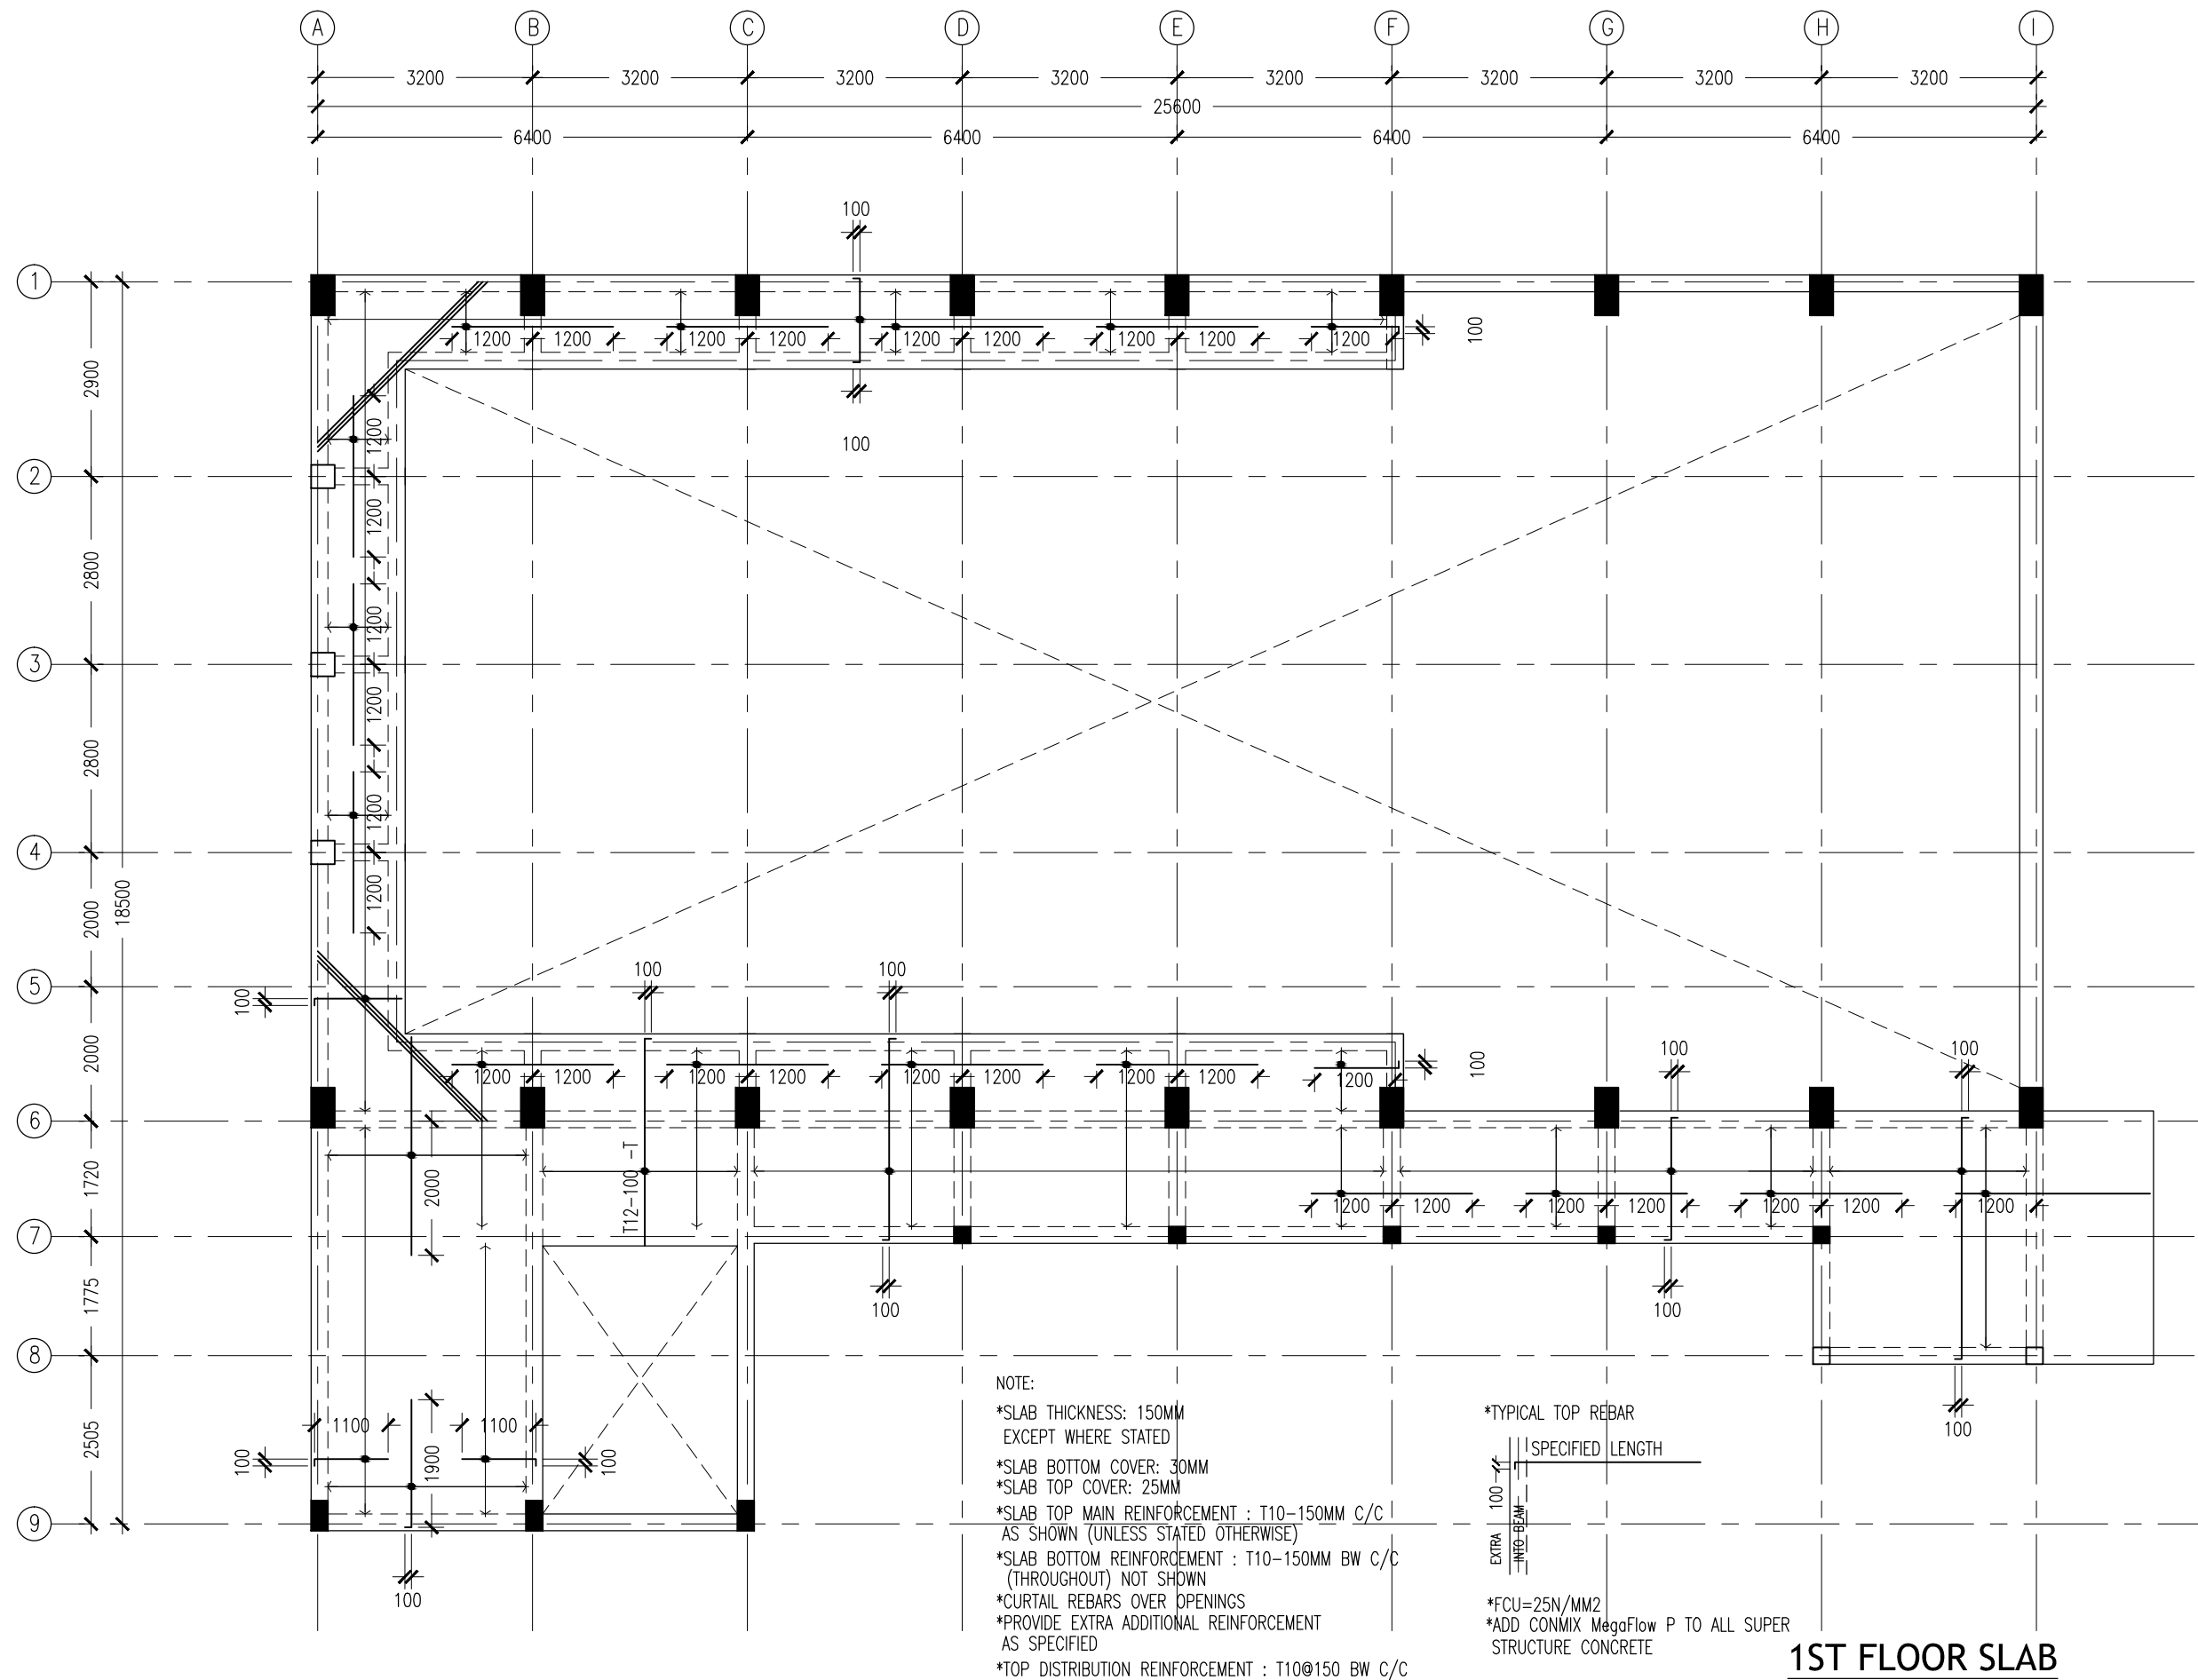 A B C D E F G H I
3200 3200 3200 3200 3200 3200 3200 3200
25600
6400 6400 6400 6400
100
1
1200 1200 1200 1200 1200 1200 1200 1200 1200
100
2900
1200
100
2
1200
2800
1200
3
1200
2800
1200
4
1200
2000
18500
100 100
5
100
2000
1200 1200 1200 1200 1200 1200 1200 1200 1200
100
100 100
6
1720
2000
T12-100 -T
1200 1200 1200 1200 1200 1200 1200
7
1775
100 100
8
2505
1100 1100
100
1900
100
100
9
100
NOTE:
*SLAB THICKNESS: 150MM
EXCEPT WHERE STATED
*SLAB BOTTOM COVER: 30MM
*SLAB TOP COVER: 25MM
*SLAB TOP MAIN REINFORCEMENT : T10-150MM C/C
AS SHOWN (UNLESS STATED OTHERWISE)
*SLAB BOTTOM REINFORCEMENT : T10-150MM BW C/C
(THROUGHOUT) NOT SHOWN
*CURTAIL REBARS OVER OPENINGS
*PROVIDE EXTRA ADDITIONAL REINFORCEMENT
AS SPECIFIED
*TOP DISTRIBUTION REINFORCEMENT : T10@150 BW C/C
*TYPICAL TOP REBAR
SPECIFIED LENGTH
100
EXTRA
INTO BEAM
*FCU=25N/MM2
*ADD CONMIX MegaFlow P TO ALL SUPER
STRUCTURE CONCRETE
1ST FLOOR SLAB